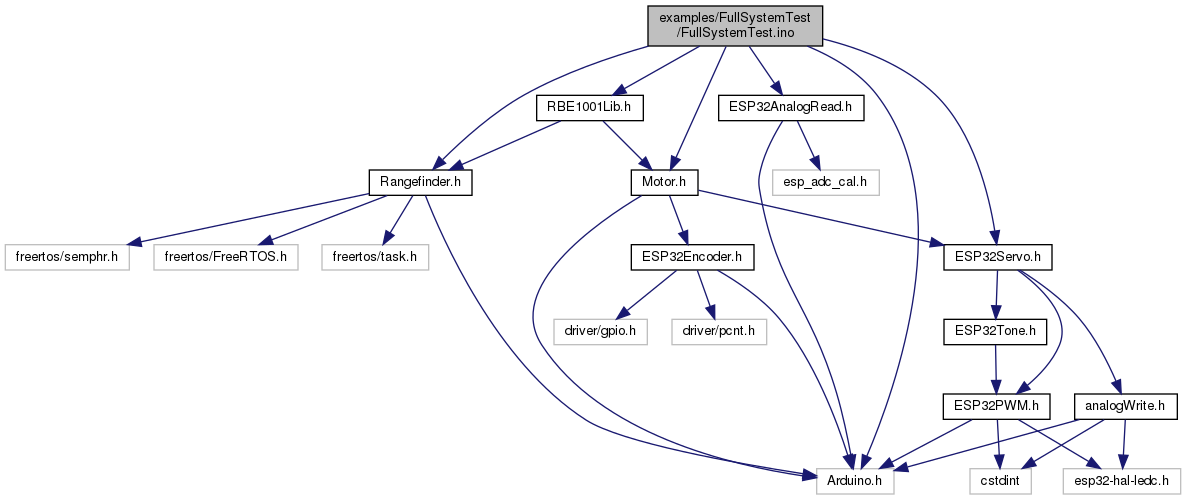 examples/FullSystemTest
/FullSystemTest.ino
RBE1001Lib.h
ESP32AnalogRead.h
Rangefinder.h
Motor.h
esp_adc_cal.h
freertos/semphr.h
freertos/FreeRTOS.h
freertos/task.h
ESP32Encoder.h
ESP32Servo.h
driver/gpio.h
driver/pcnt.h
ESP32Tone.h
ESP32PWM.h
analogWrite.h
Arduino.h
cstdint
esp32-hal-ledc.h